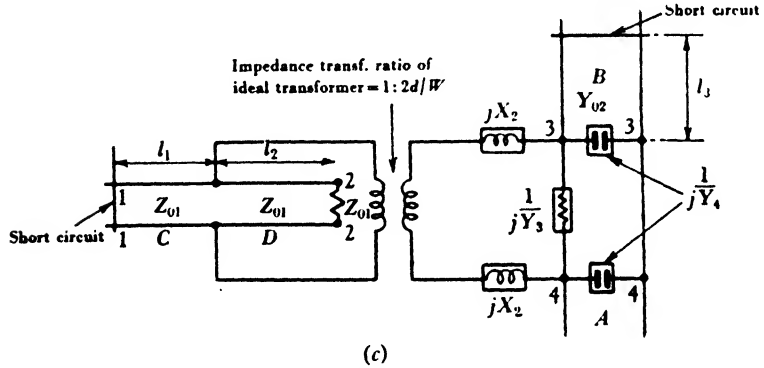 Short circuit
Impedance transf. ratio of
ideal transformer = 1 : 2d/W
B
Y02
l3
jX2
3
3
l1
l2
1
2
Z01
Z01
Z01
1/jY3
1/jY4
Short circuit
1
C
D
2
jX2
4
4
A
(c)